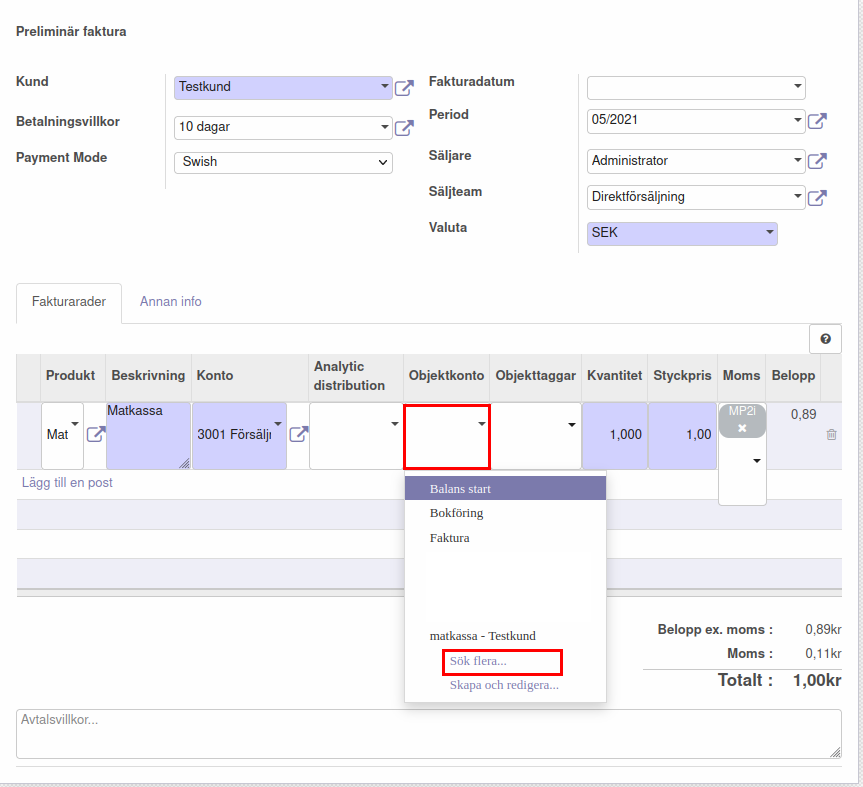 Preliminär faktura
Kund
Testkund
Betalningsvillkor
10 dagar
Payment Mode
Swish
Fakturadatum
Period
05/2021
Säljare
Administrator
Säljteam
Direktförsäljning
Valuta
SEK
Fakturarader
Annan info
?
Produkt
Beskrivning
Konto
Analytic distribution
Objektkonto
Objekttaggar
Kvantitet
Styckpris
Moms
Belopp
Mat
Matkassa
3001 Försälj
1,000
1,00
MP2i
0,89
Lägg till en post
Balans start
Bokföring
Faktura
matkassa - Testkund
Sök flera...
Skapa och redigera...
Belopp ex. moms : 0,89kr
Moms : 0,11kr
Totalt : 1,00kr
Avtalsvillkor...